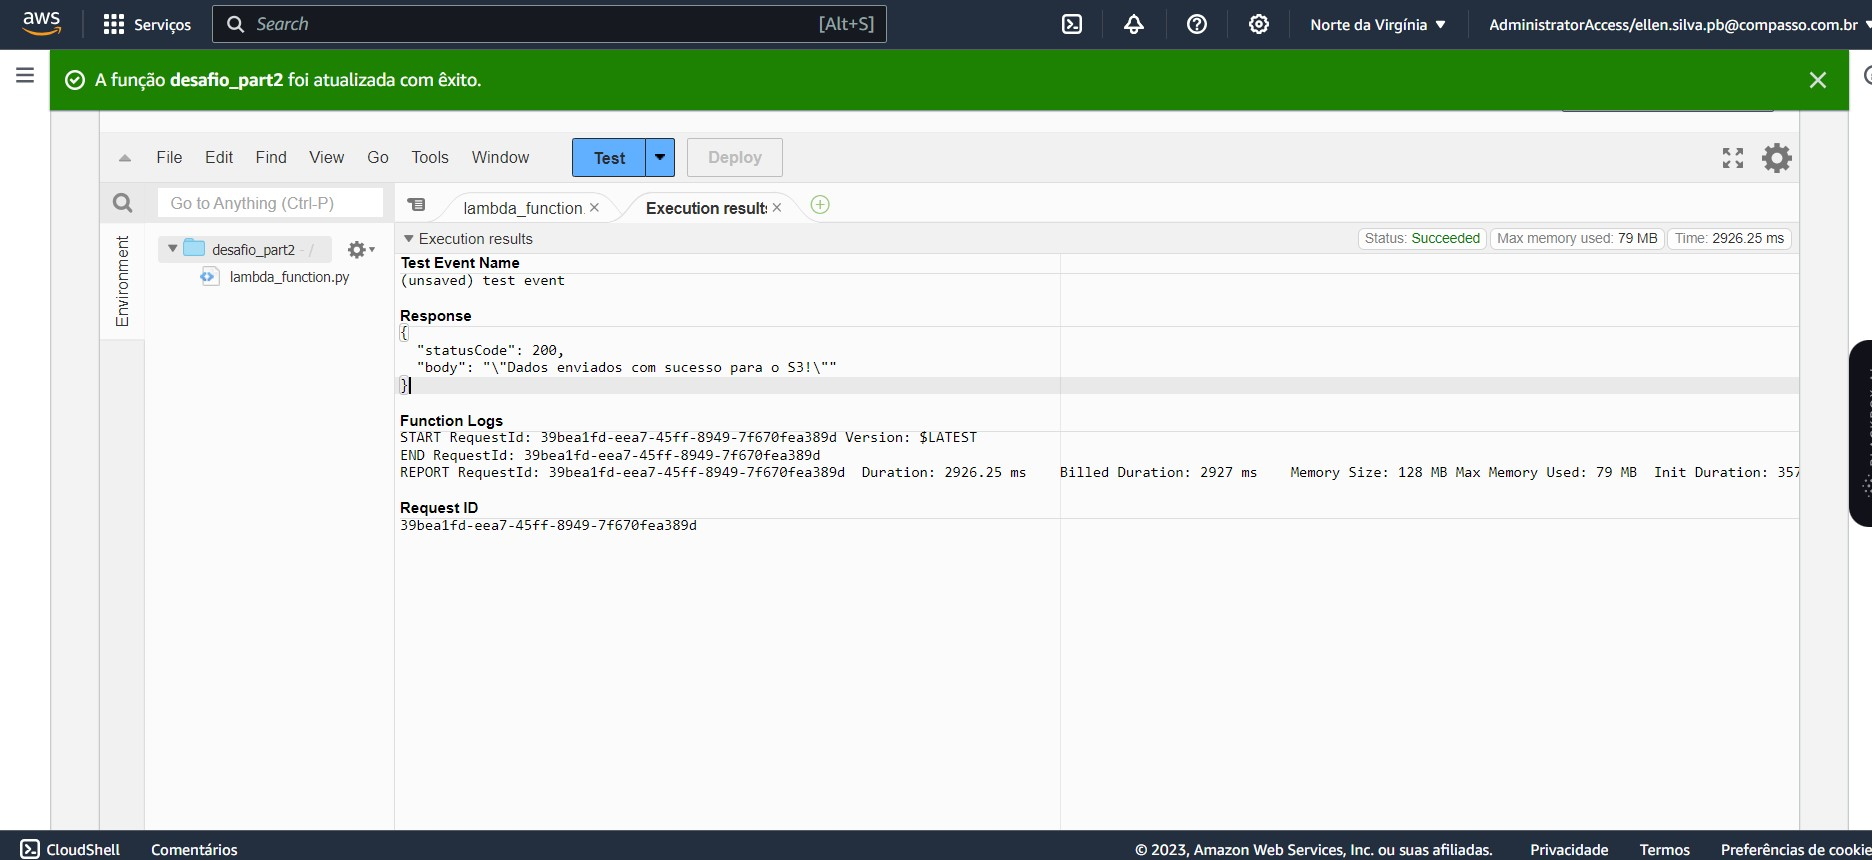 aws Serviços Search [Alt+S] Norte da Virgínia AdministratorAccess/ellen.silva.pb@compasso.com.br
A função desafio_part2 foi atualizada com êxito.
File Edit Find View Go Tools Window Test Deploy
Go to Anything (Ctrl-P) lambda_function. Execution results
Environment
desafio_part2 - /
lambda_function.py
Execution results Status: Succeeded Max memory used: 79 MB Time: 2926.25 ms
Test Event Name
(unsaved) test event
Response
{
"statusCode": 200,
"body": "\"Dados enviados com sucesso para o S3!\""
}
Function Logs
START RequestId: 39bea1fd-eea7-45ff-8949-7f670fea389d Version: $LATEST
END RequestId: 39bea1fd-eea7-45ff-8949-7f670fea389d
REPORT RequestId: 39bea1fd-eea7-45ff-8949-7f670fea389d Duration: 2926.25 ms Billed Duration: 2927 ms Memory Size: 128 MB Max Memory Used: 79 MB Init Duration: 357
Request ID
39bea1fd-eea7-45ff-8949-7f670fea389d
CloudShell Comentários © 2023, Amazon Web Services, Inc. ou suas afiliadas. Privacidade Termos Preferências de cookie